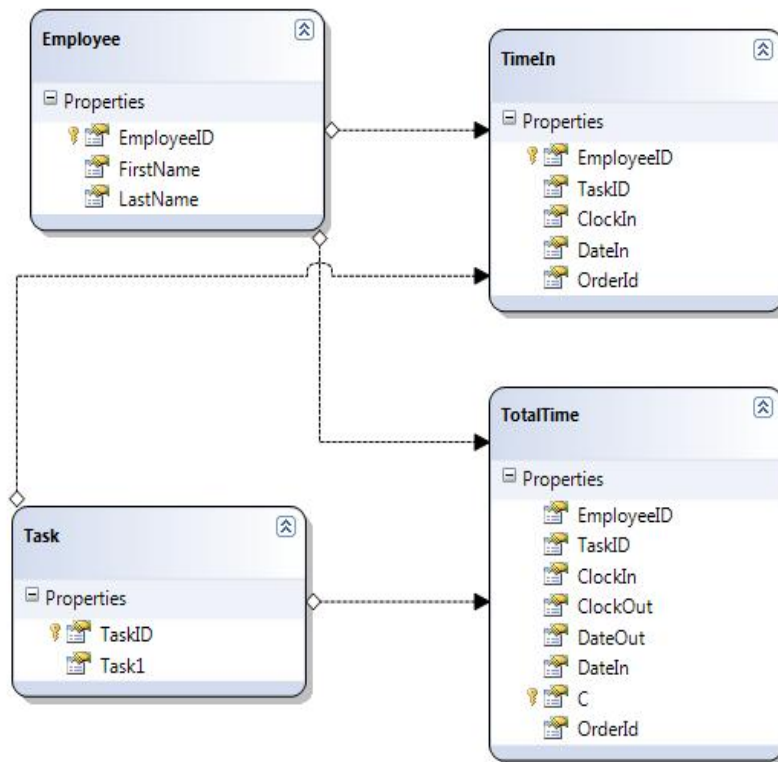 Employee
Properties
EmployeeID
FirstName
LastName
TimeIn
Properties
EmployeeID
TaskID
ClockIn
DateIn
OrderId
Task
Properties
TaskID
Task1
TotalTime
Properties
EmployeeID
TaskID
ClockIn
ClockOut
DateOut
DateIn
C
OrderId